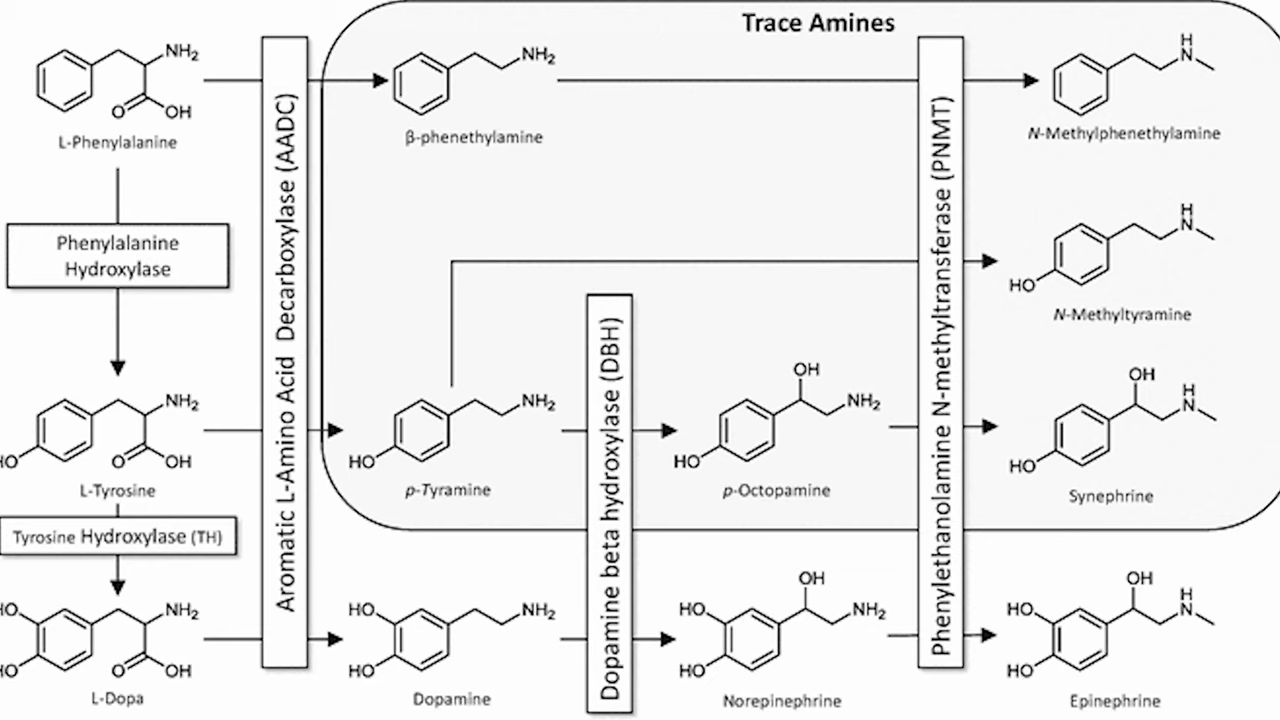 Trace Amines
NH₂
O
OH
L-Phenylalanine
NH₂
β-phenethylamine
H
N
N-Methylphenethylamine
Phenylalanine
Hydroxylase
H
N
HO
N-Methyltyramine
NH₂
HO
O
OH
L-Tyrosine
NH₂
HO
p-Tyramine
OH
NH₂
HO
p-Octopamine
OH
H
N
HO
Synephrine
Tyrosine Hydroxylase (TH)
HO
HO
NH₂
O
OH
L-Dopa
HO
HO
NH₂
Dopamine
OH
HO
HO
NH₂
Norepinephrine
OH
H
N
HO
HO
Epinephrine
Aromatic L-Amino Acid Decarboxylase (AADC)
Dopamine beta hydroxylase (DBH)
Phenylethanolamine N-methyltransferase (PNMT)